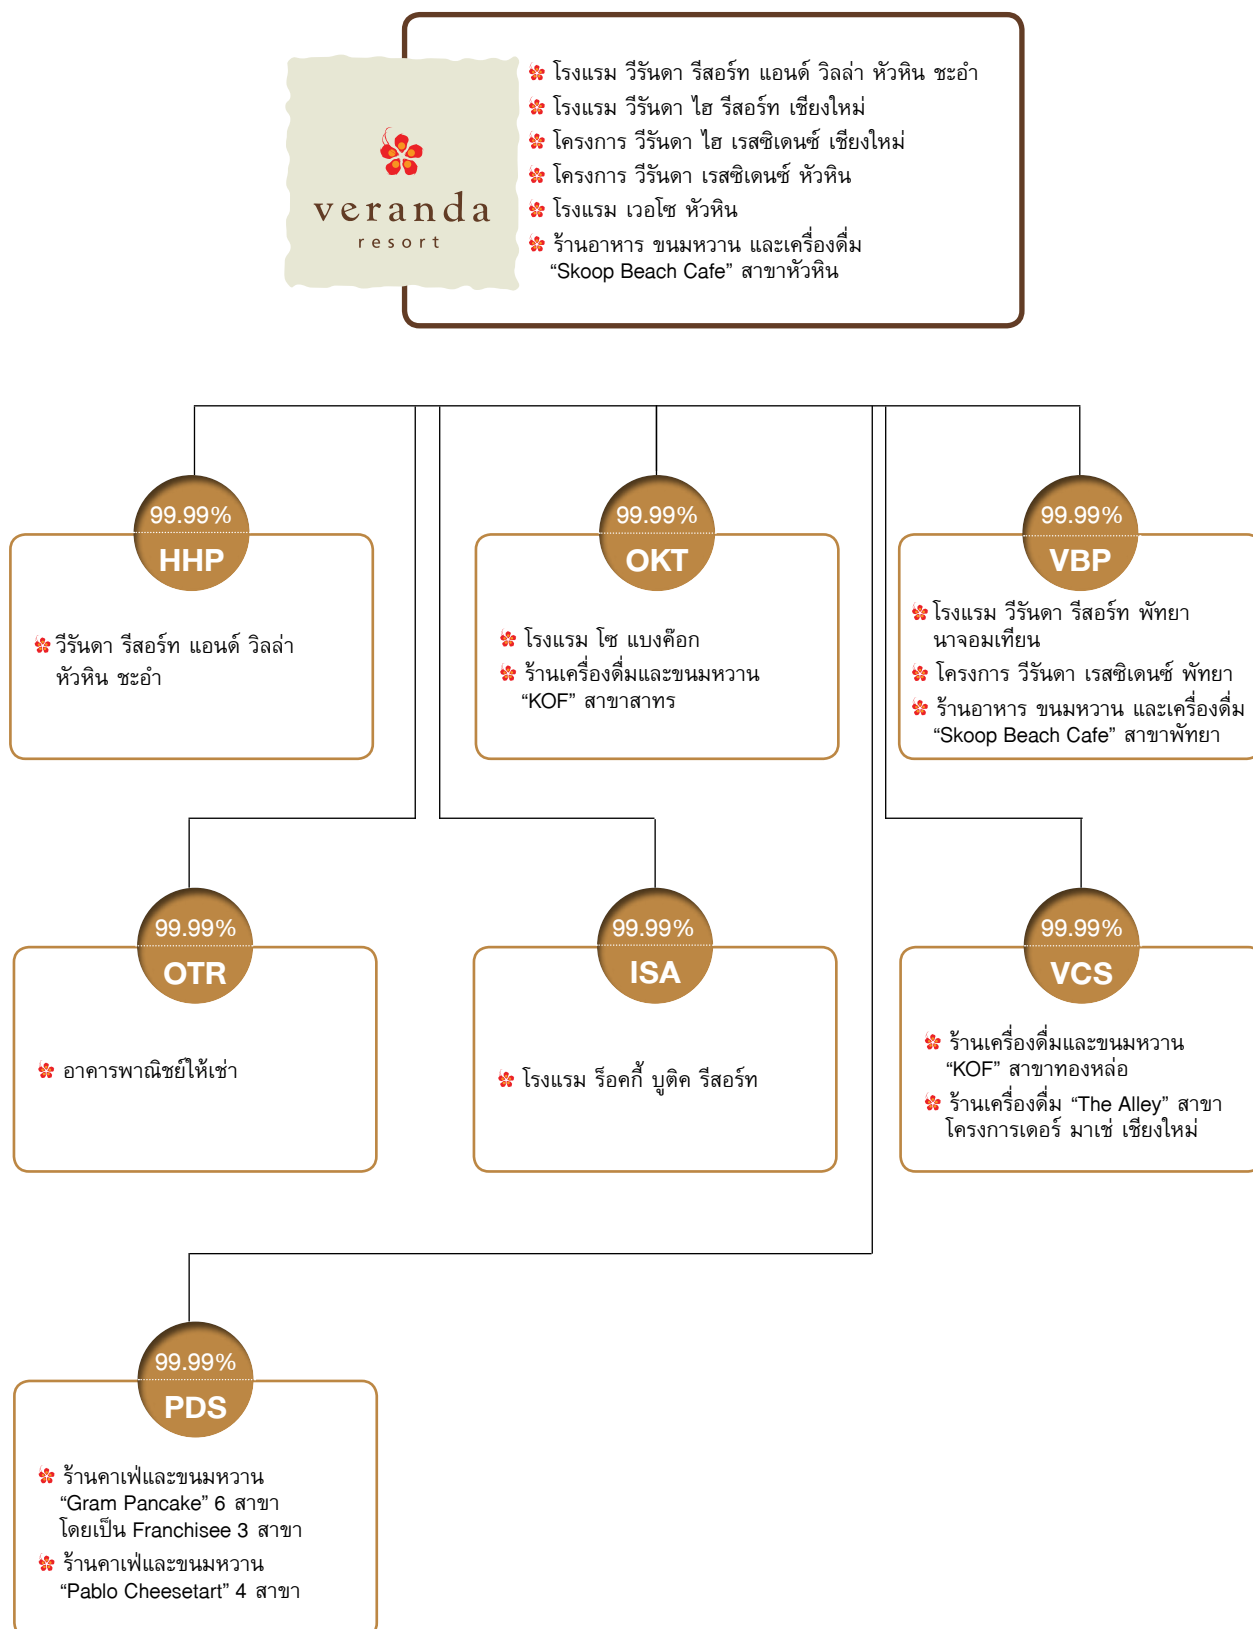 veranda
resort
โรงแรม วีรันดา รีสอร์ท แอนด์ วิลล่า หัวหิน ชะอำ
โรงแรม วีรันดา ไฮ รีสอร์ท เชียงใหม่
โครงการ วีรันดา ไฮ เรสซิเดนซ์ เชียงใหม่
โครงการ วีรันดา เรสซิเดนซ์ หัวหิน
โรงแรม เวอโซ หัวหิน
ร้านอาหาร ขนมหวาน และเครื่องดื่ม
“Skoop Beach Cafe” สาขาหัวหิน
99.99%
HHP
วีรันดา รีสอร์ท แอนด์ วิลล่า
หัวหิน ชะอำ
99.99%
OKT
โรงแรม โซ แบงค็อก
ร้านเครื่องดื่มและขนมหวาน
“KOF” สาขาสาทร
99.99%
VBP
โรงแรม วีรันดา รีสอร์ท พัทยา
นาจอมเทียน
โครงการ วีรันดา เรสซิเดนซ์ พัทยา
ร้านอาหาร ขนมหวาน และเครื่องดื่ม
“Skoop Beach Cafe” สาขาพัทยา
99.99%
OTR
อาคารพาณิชย์ให้เช่า
99.99%
ISA
โรงแรม ร็อคกี้ บูติค รีสอร์ท
99.99%
VCS
ร้านเครื่องดื่มและขนมหวาน
“KOF” สาขาทองหล่อ
ร้านเครื่องดื่ม “The Alley” สาขา
โครงการเดอร์ มาเช่ เชียงใหม่
99.99%
PDS
ร้านคาเฟ่และขนมหวาน
“Gram Pancake” 6 สาขา
โดยเป็น Franchisee 3 สาขา
ร้านคาเฟ่และขนมหวาน
“Pablo Cheesetart” 4 สาขา